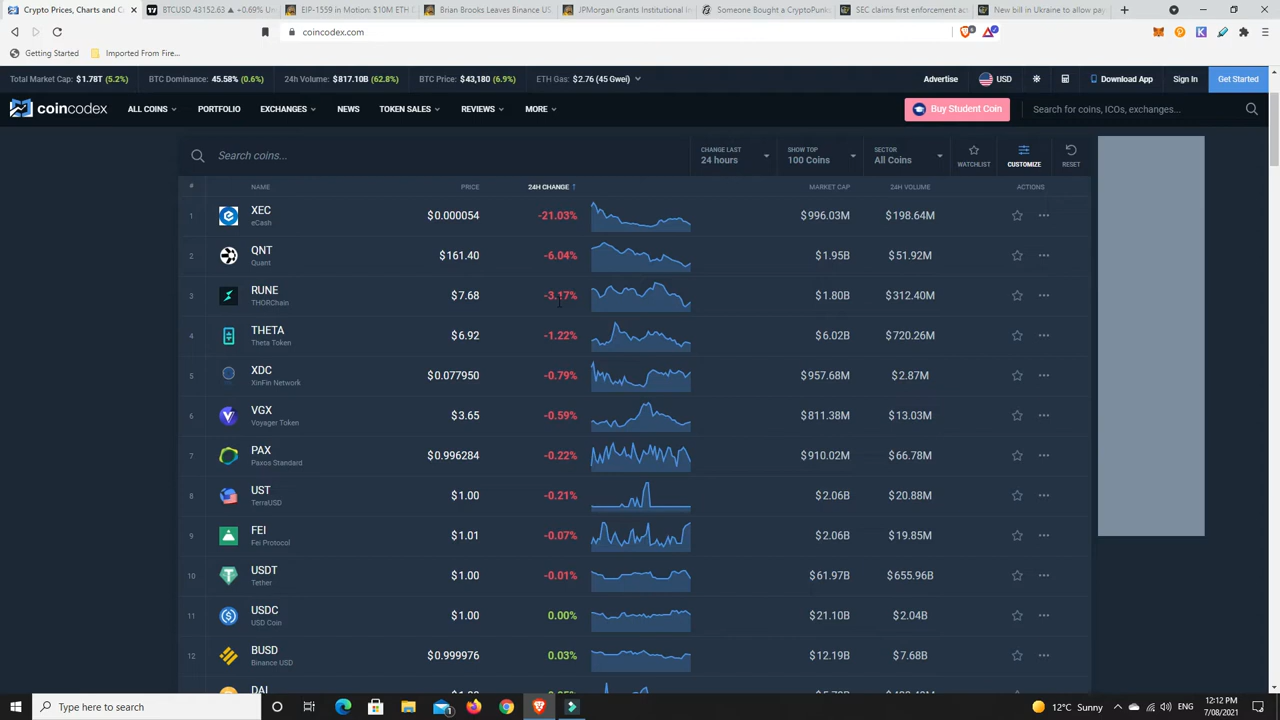 Crypto Prices, Charts and Co
BTCUSD 43152.63 ▲ +0.69% Un
EIP-1559 in Motion: $10M ETH D
Brian Brooks Leaves Binance US
JPMorgan Grants Institutional In
Someone Bought a CryptoPunk
SEC claims first enforcement act
New bill in Ukraine to allow pay
coincodex.com
Getting Started
Imported From Fire...
Total Market Cap: $1.78T (5.2%)
BTC Dominance: 45.58% (0.6%)
24h Volume: $817.10B (62.8%)
BTC Price: $43,180 (6.9%)
ETH Gas: $2.76 (45 Gwei)
Advertise
USD
Download App
Sign In
Get Started
coincodex
ALL COINS
PORTFOLIO
EXCHANGES
NEWS
TOKEN SALES
REVIEWS
MORE
Buy Student Coin
Search for coins, ICOs, exchanges...
Search coins...
CHANGE LAST
24 hours
SHOW TOP
100 Coins
SECTOR
All Coins
WATCHLIST
CUSTOMIZE
RESET
# NAME PRICE 24H CHANGE ↑ MARKET CAP 24H VOLUME ACTIONS
1 XEC $0.000054 -21.03% $996.03M $198.64M
eCash
2 QNT $161.40 -6.04% $1.95B $51.92M
Quant
3 RUNE $7.68 -3.17% $1.80B $312.40M
THORChain
4 THETA $6.92 -1.22% $6.02B $720.26M
Theta Token
5 XDC $0.077950 -0.79% $957.68M $2.87M
XinFin Network
6 VGX $3.65 -0.59% $811.38M $13.03M
Voyager Token
7 PAX $0.996284 -0.22% $910.02M $66.78M
Paxos Standard
8 UST $1.00 -0.21% $2.06B $20.88M
TerraUSD
9 FEI $1.01 -0.07% $2.06B $19.85M
Fei Protocol
10 USDT $1.00 -0.01% $61.97B $655.96B
Tether
11 USDC $1.00 0.00% $21.10B $2.04B
USD Coin
12 BUSD $0.999976 0.03% $12.19B $7.68B
Binance USD
DAI
Type here to search
12°C Sunny
ENG
12:12 PM
7/08/2021